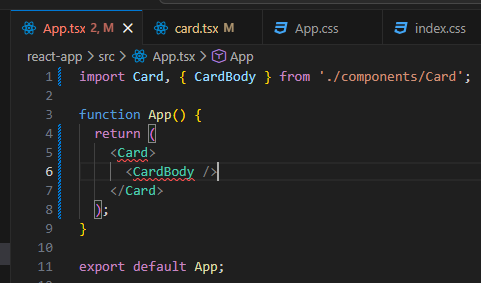 App.tsx 2, M card.tsx M App.css index.css
react-app > src > App.tsx > App
1 import Card, { CardBody } from './components/Card';
2
3 function App() {
4 return (
5 <Card>
6 <CardBody />
7 </Card>
8 );
9 }
10
11 export default App;